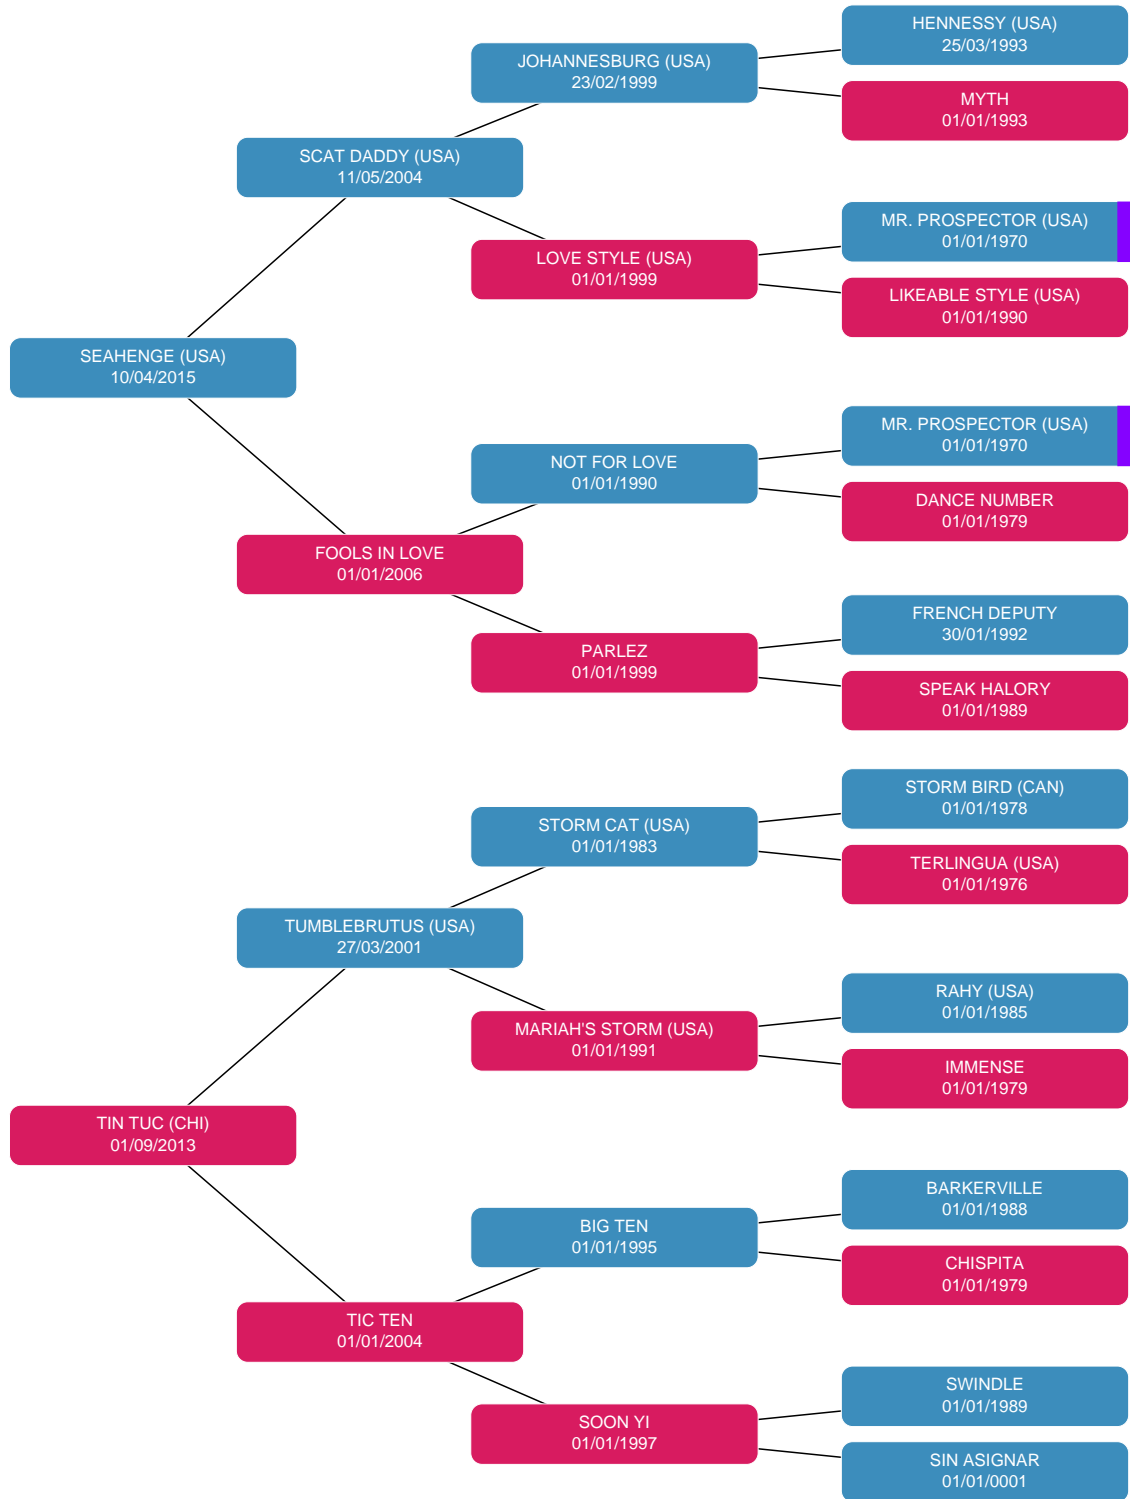 HENNESSY (USA)
25/03/1993
JOHANNESBURG (USA)
23/02/1999
MYTH
01/01/1993
SCAT DADDY (USA)
11/05/2004
MR. PROSPECTOR (USA)
01/01/1970
LOVE STYLE (USA)
01/01/1999
LIKEABLE STYLE (USA)
01/01/1990
SEAHENGE (USA)
10/04/2015
MR. PROSPECTOR (USA)
01/01/1970
NOT FOR LOVE
01/01/1990
DANCE NUMBER
01/01/1979
FOOLS IN LOVE
01/01/2006
FRENCH DEPUTY
30/01/1992
PARLEZ
01/01/1999
SPEAK HALORY
01/01/1989
STORM BIRD (CAN)
01/01/1978
STORM CAT (USA)
01/01/1983
TERLINGUA (USA)
01/01/1976
TUMBLEBRUTUS (USA)
27/03/2001
RAHY (USA)
01/01/1985
MARIAH'S STORM (USA)
01/01/1991
IMMENSE
01/01/1979
TIN TUC (CHI)
01/09/2013
BARKERVILLE
01/01/1988
BIG TEN
01/01/1995
CHISPITA
01/01/1979
TIC TEN
01/01/2004
SWINDLE
01/01/1989
SOON YI
01/01/1997
SIN ASIGNAR
01/01/0001